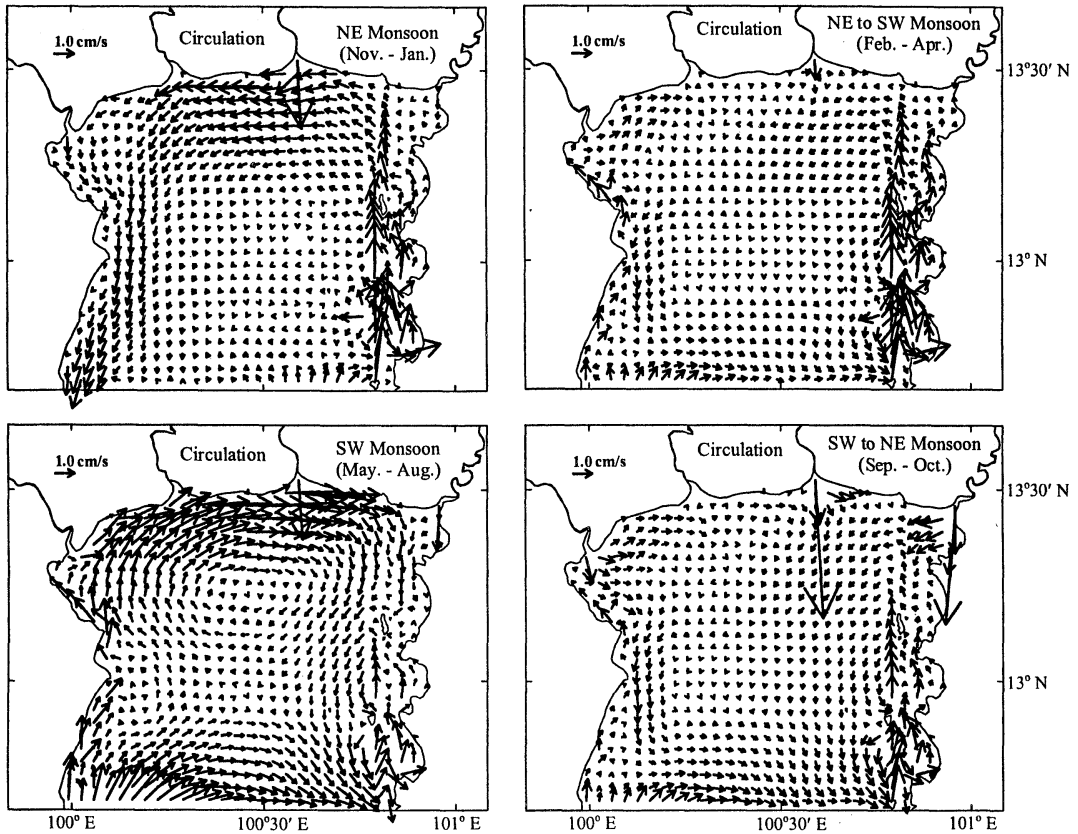 Circulation
NE Monsoon
(Nov. - Jan.)
1.0 cm/s
Circulation
NE to SW Monsoon
(Feb. - Apr.)
1.0 cm/s
13°30' N
13° N
Circulation
SW Monsoon
(May. - Aug.)
1.0 cm/s
Circulation
SW to NE Monsoon
(Sep. - Oct.)
1.0 cm/s
13°30' N
13° N
100° E
100°30' E
101° E
100° E
100°30' E
101° E